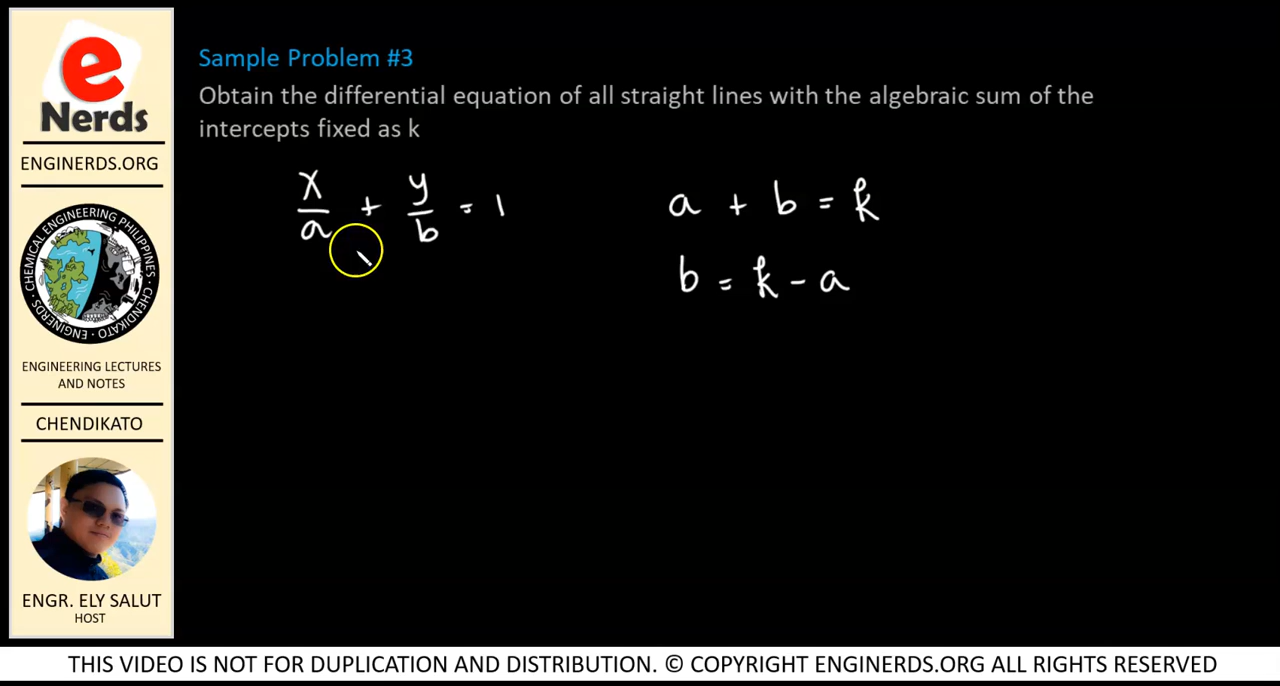 e
Nerds
ENGINERDS.ORG
CHEMICAL ENGINEERING PHILIPPINES
· CHENDIKATO · ENGINERDS ·
ENGINEERING LECTURES
AND NOTES
CHENDIKATO
ENGR. ELY SALUT
HOST
Sample Problem #3
Obtain the differential equation of all straight lines with the algebraic sum of the
intercepts fixed as k
x/a + y/b = 1
a + b = k
b = k - a
THIS VIDEO IS NOT FOR DUPLICATION AND DISTRIBUTION. © COPYRIGHT ENGINERDS.ORG ALL RIGHTS RESERVED